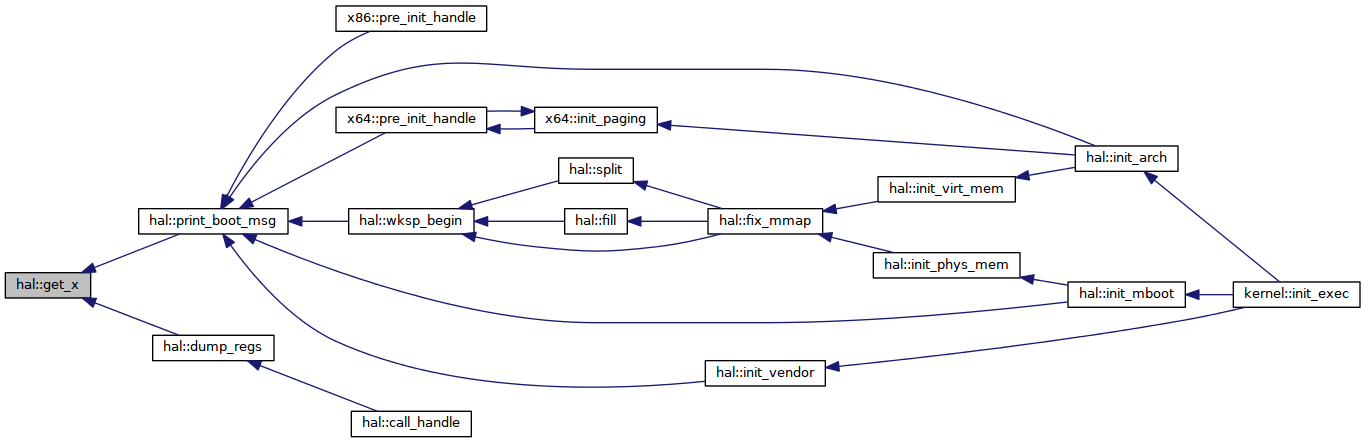 x86::pre_init_handle
x64::pre_init_handle
x64::init_paging
hal::init_arch
hal::split
hal::init_virt_mem
hal::print_boot_msg
hal::wksp_begin
hal::fill
hal::fix_mmap
hal::init_phys_mem
hal::get_x
hal::init_mboot
kernel::init_exec
hal::dump_regs
hal::init_vendor
hal::call_handle